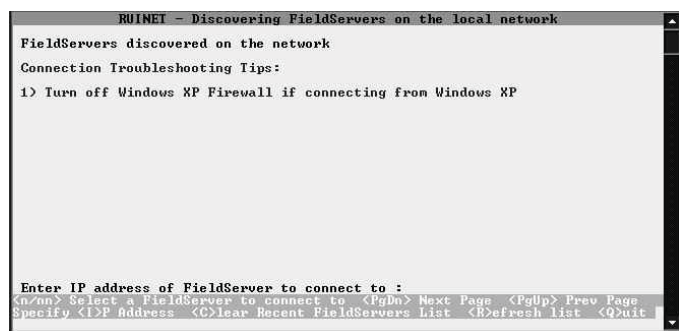 RUINET - Discovering FieldServers on the local network
FieldServers discovered on the network
Connection Troubleshooting Tips:
1) Turn off Windows XP Firewall if connecting from Windows XP
Enter IP address of FieldServer to connect to :
<n/nn> Select a FieldServer to connect to <PgDn> Next Page <PgUp> Prev Page
Specify <I>P Address <C>lear Recent FieldServers List <R>efresh list <Q>uit